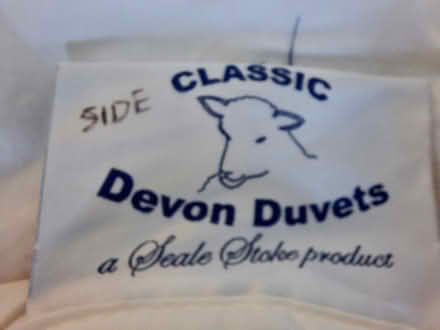 SIDE
CLASSIC
Devon Duvets
a Seale Stoke product